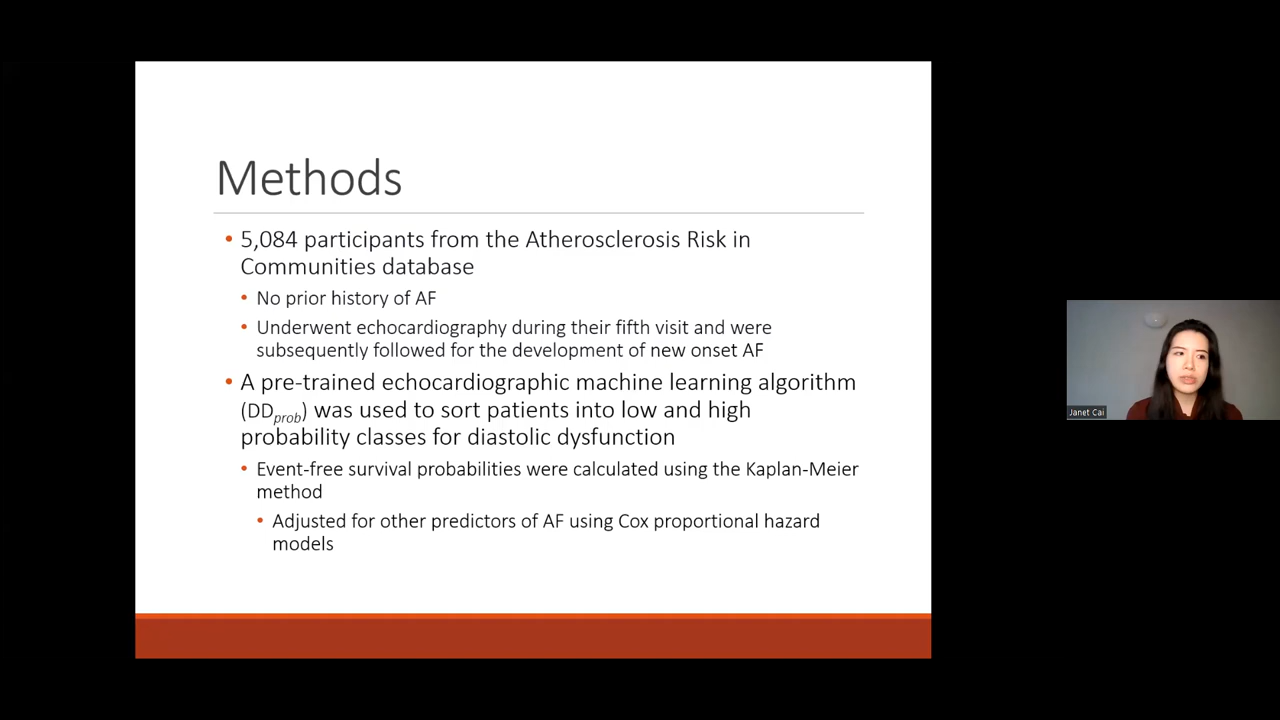 Methods
• 5,084 participants from the Atherosclerosis Risk in
Communities database
• No prior history of AF
• Underwent echocardiography during their fifth visit and were
subsequently followed for the development of new onset AF
• A pre-trained echocardiographic machine learning algorithm
(DDprob) was used to sort patients into low and high
probability classes for diastolic dysfunction
• Event-free survival probabilities were calculated using the Kaplan-Meier
method
• Adjusted for other predictors of AF using Cox proportional hazard
models
Janet Cai